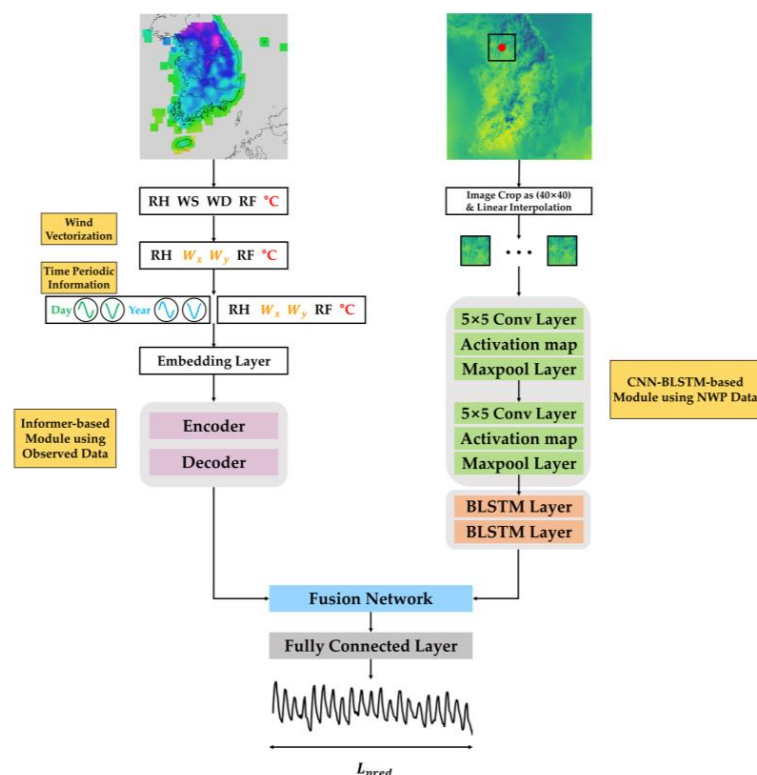 RH WS WD RF °C
Wind
Vectorization
RH Wx Wy RF °C
Time Periodic
Information
Day Year
RH Wx Wy RF °C
Embedding Layer
Informer-based
Module using
Observed Data
Encoder
Decoder
Image Crop as (40×40)
& Linear Interpolation
5×5 Conv Layer
Activation map
Maxpool Layer
5×5 Conv Layer
Activation map
Maxpool Layer
CNN-BLSTM-based
Module using NWP Data
BLSTM Layer
BLSTM Layer
Fusion Network
Fully Connected Layer
Lpred